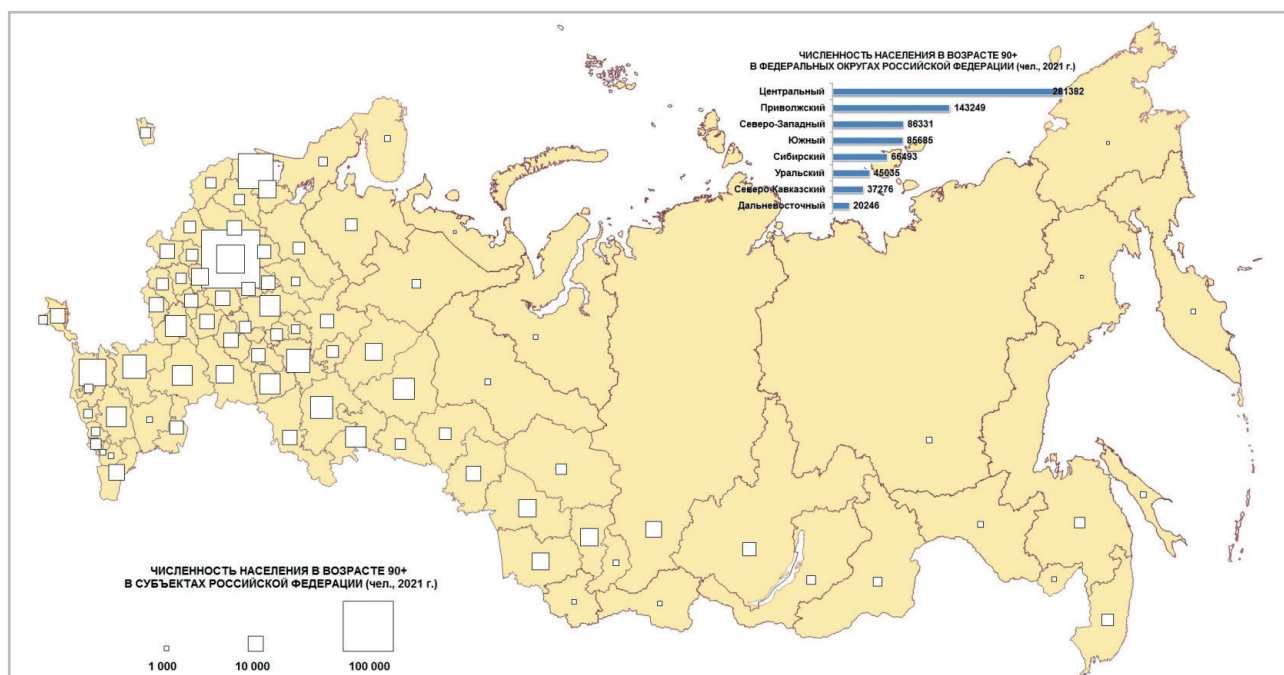 ЧИСЛЕННОСТЬ НАСЕЛЕНИЯ В ВОЗРАСТЕ 90+
В ФЕДЕРАЛЬНЫХ ОКРУГАХ РОССИЙСКОЙ ФЕДЕРАЦИИ (чел., 2021 г.)
Центральный 281382
Приволжский 143249
Северо-Западный 86331
Южный 85685
Сибирский 66493
Уральский 45035
Северо-Кавказский 37276
Дальневосточный 20246
ЧИСЛЕННОСТЬ НАСЕЛЕНИЯ В ВОЗРАСТЕ 90+
В СУБЪЕКТАХ РОССИЙСКОЙ ФЕДЕРАЦИИ (чел., 2021 г.)
1 000 10 000 100 000